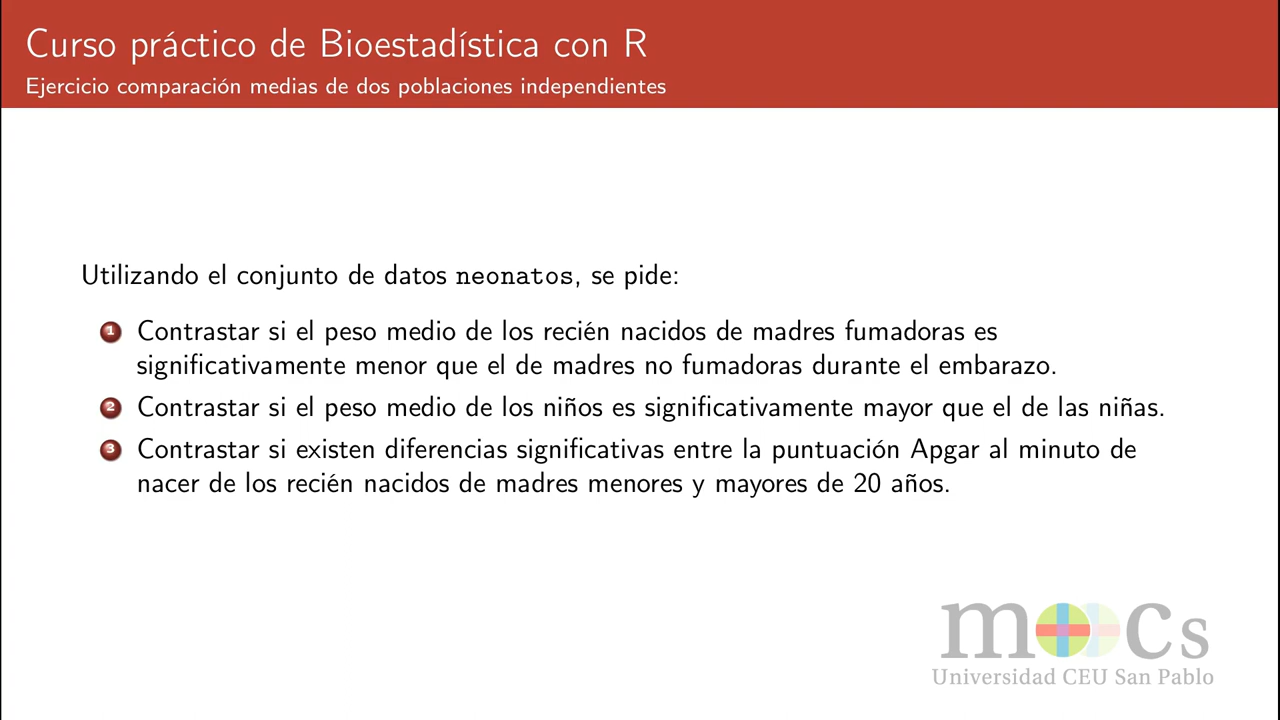 Curso práctico de Bioestadística con R
Ejercicio comparación medias de dos poblaciones independientes
Utilizando el conjunto de datos neonatos, se pide:
1 Contrastar si el peso medio de los recién nacidos de madres fumadoras es
significativamente menor que el de madres no fumadoras durante el embarazo.
2 Contrastar si el peso medio de los niños es significativamente mayor que el de las niñas.
3 Contrastar si existen diferencias significativas entre la puntuación Apgar al minuto de
nacer de los recién nacidos de madres menores y mayores de 20 años.
moocs
Universidad CEU San Pablo